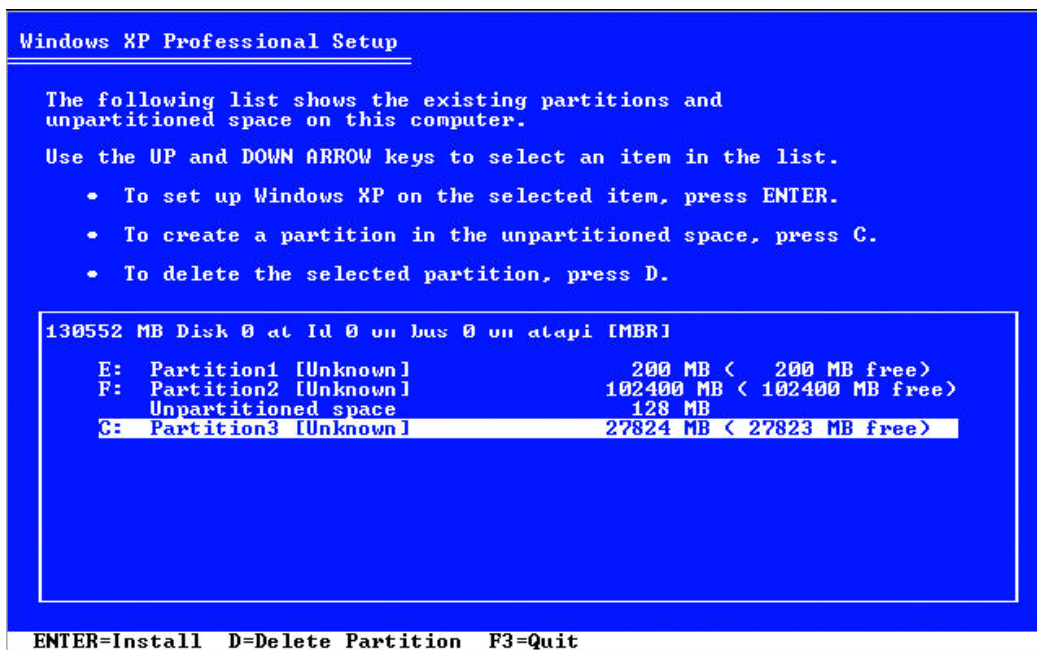 Windows XP Professional Setup
The following list shows the existing partitions and
unpartitioned space on this computer.
Use the UP and DOWN ARROW keys to select an item in the list.
• To set up Windows XP on the selected item, press ENTER.
• To create a partition in the unpartitioned space, press C.
• To delete the selected partition, press D.
130552 MB Disk 0 at Id 0 on bus 0 on atapi [MBR]
E: Partition1 [Unknown] 200 MB ( 200 MB free)
F: Partition2 [Unknown] 102400 MB ( 102400 MB free)
Unpartitioned space 128 MB
C: Partition3 [Unknown] 27824 MB ( 27823 MB free)
ENTER=Install D=Delete Partition F3=Quit